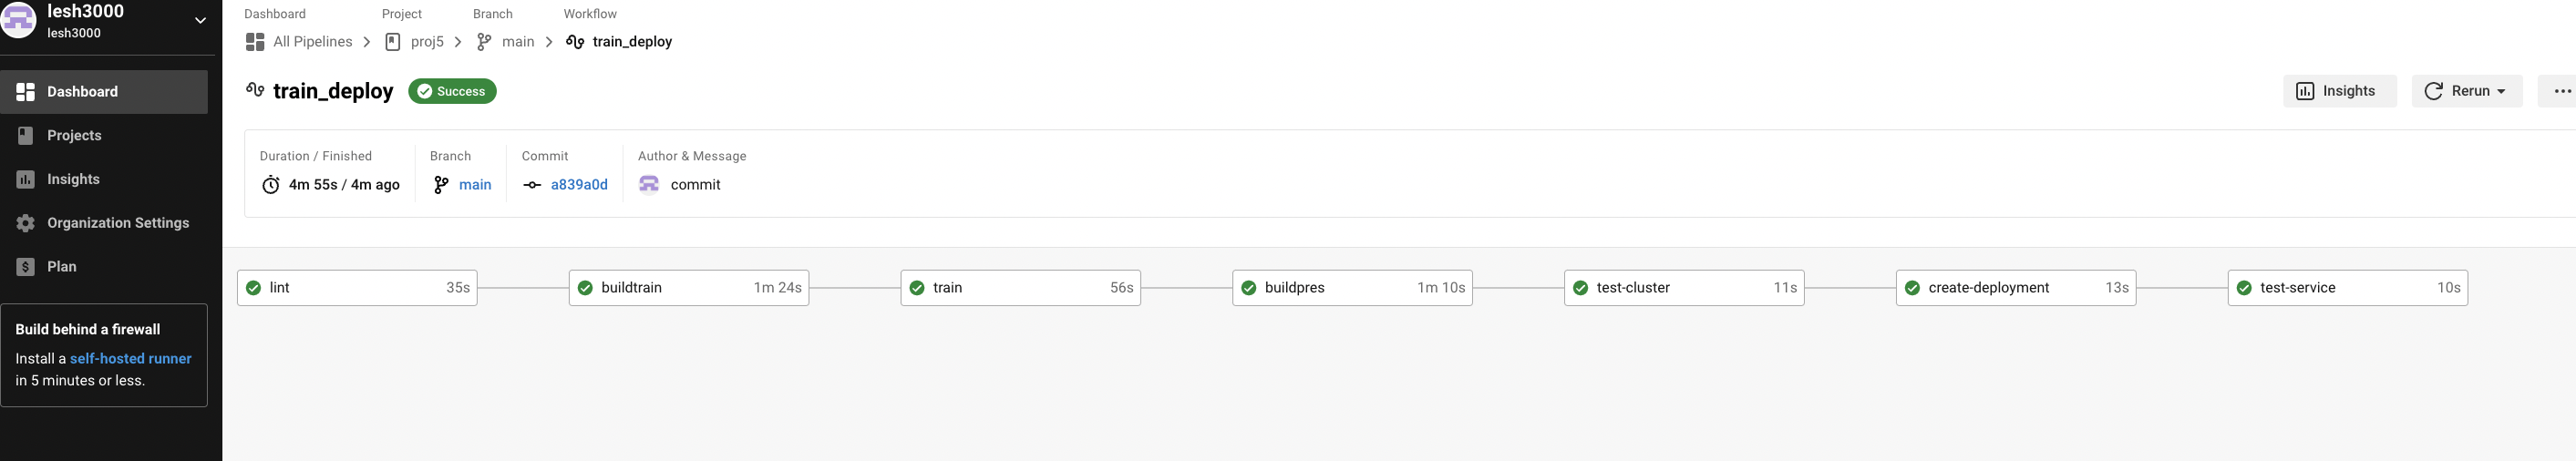 lesh3000
lesh3000
Dashboard
Projects
Insights
Organization Settings
Plan
Build behind a firewall
Install a self-hosted runner
in 5 minutes or less.
Dashboard Project Branch Workflow
All Pipelines proj5 main train_deploy
train_deploy Success
Insights Rerun
Duration / Finished Branch Commit Author & Message
4m 55s / 4m ago main a839a0d commit
lint 35s buildtrain 1m 24s train 56s buildpres 1m 10s test-cluster 11s create-deployment 13s test-service 10s